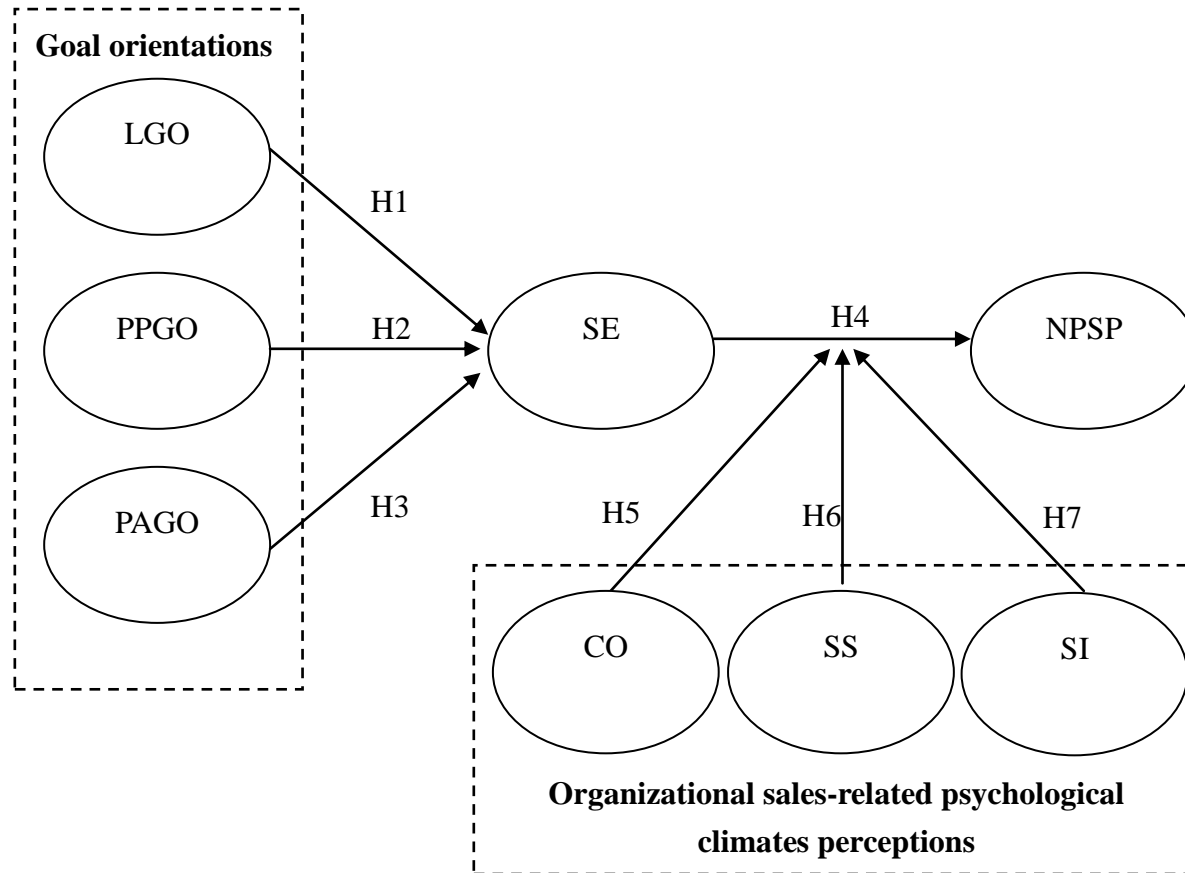 Goal orientations
LGO
H1
PPGO
H2
SE
H4
NPSP
PAGO
H3
H5
H6
H7
CO
SS
SI
Organizational sales-related psychological
climates perceptions